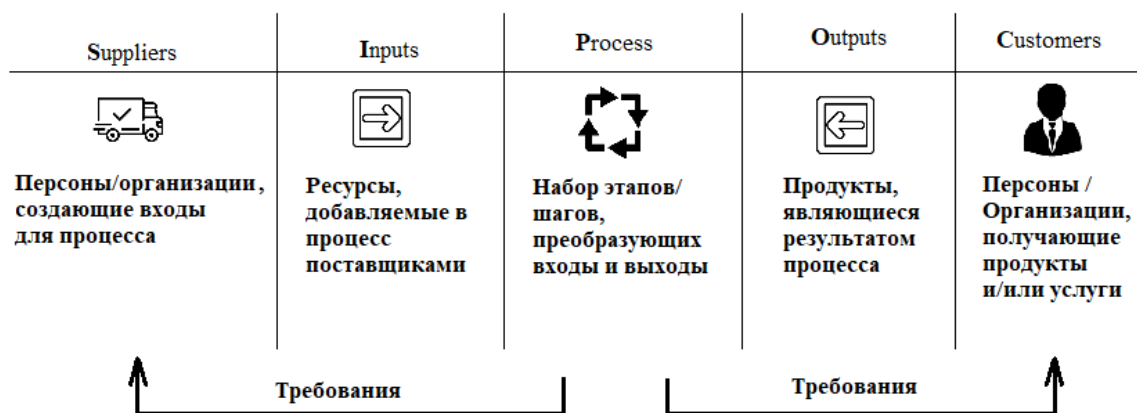 Suppliers
Inputs
Process
Outputs
Customers
Персоны/организации,
создающие входы
для процесса
Ресурсы,
добавляемые в
процесс
поставщиками
Набор этапов/
шагов,
преобразующих
входы и выходы
Продукты,
являющиеся
результатом
процесса
Персоны /
Организации,
получающие
продукты
и/или услуги
Требования
Требования